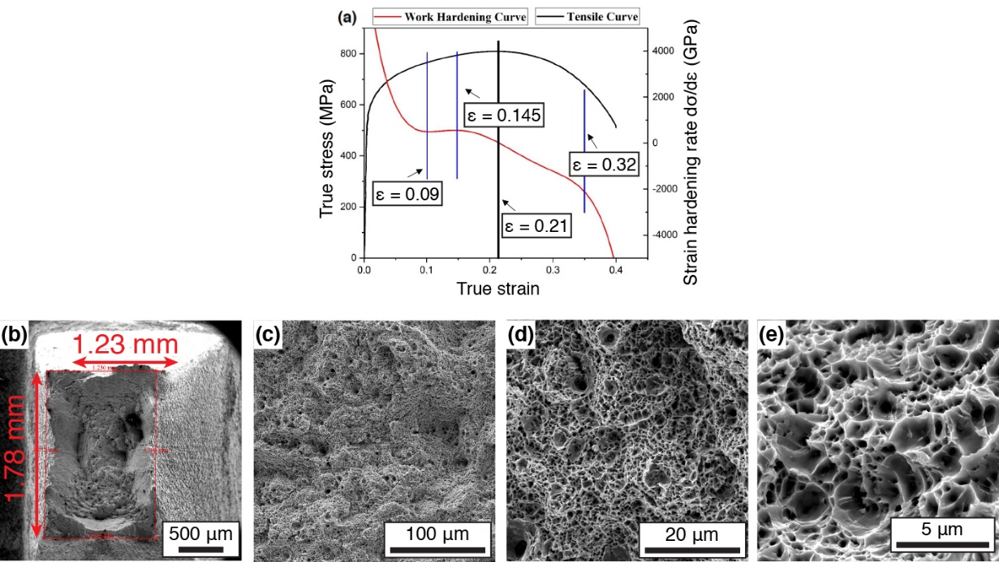 (a)
Work Hardening Curve
Tensile Curve
True stress (MPa)
800
600
400
200
0
0.0
0.1
0.2
0.3
0.4
True strain
4000
2000
0
-2000
-4000
Strain hardening rate dσ/dε (GPa)
ε = 0.145
ε = 0.09
ε = 0.32
ε = 0.21
(b)
1.23 mm
1.230 mm
1.78 mm
500 µm
(c)
100 µm
(d)
20 µm
(e)
5 µm